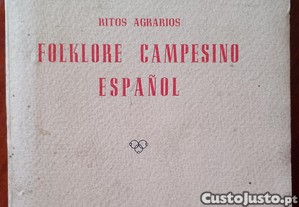 RITOS AGRARIOS
FOLKLORE CAMPESINO
ESPAÑOL
CustoJusto.pt